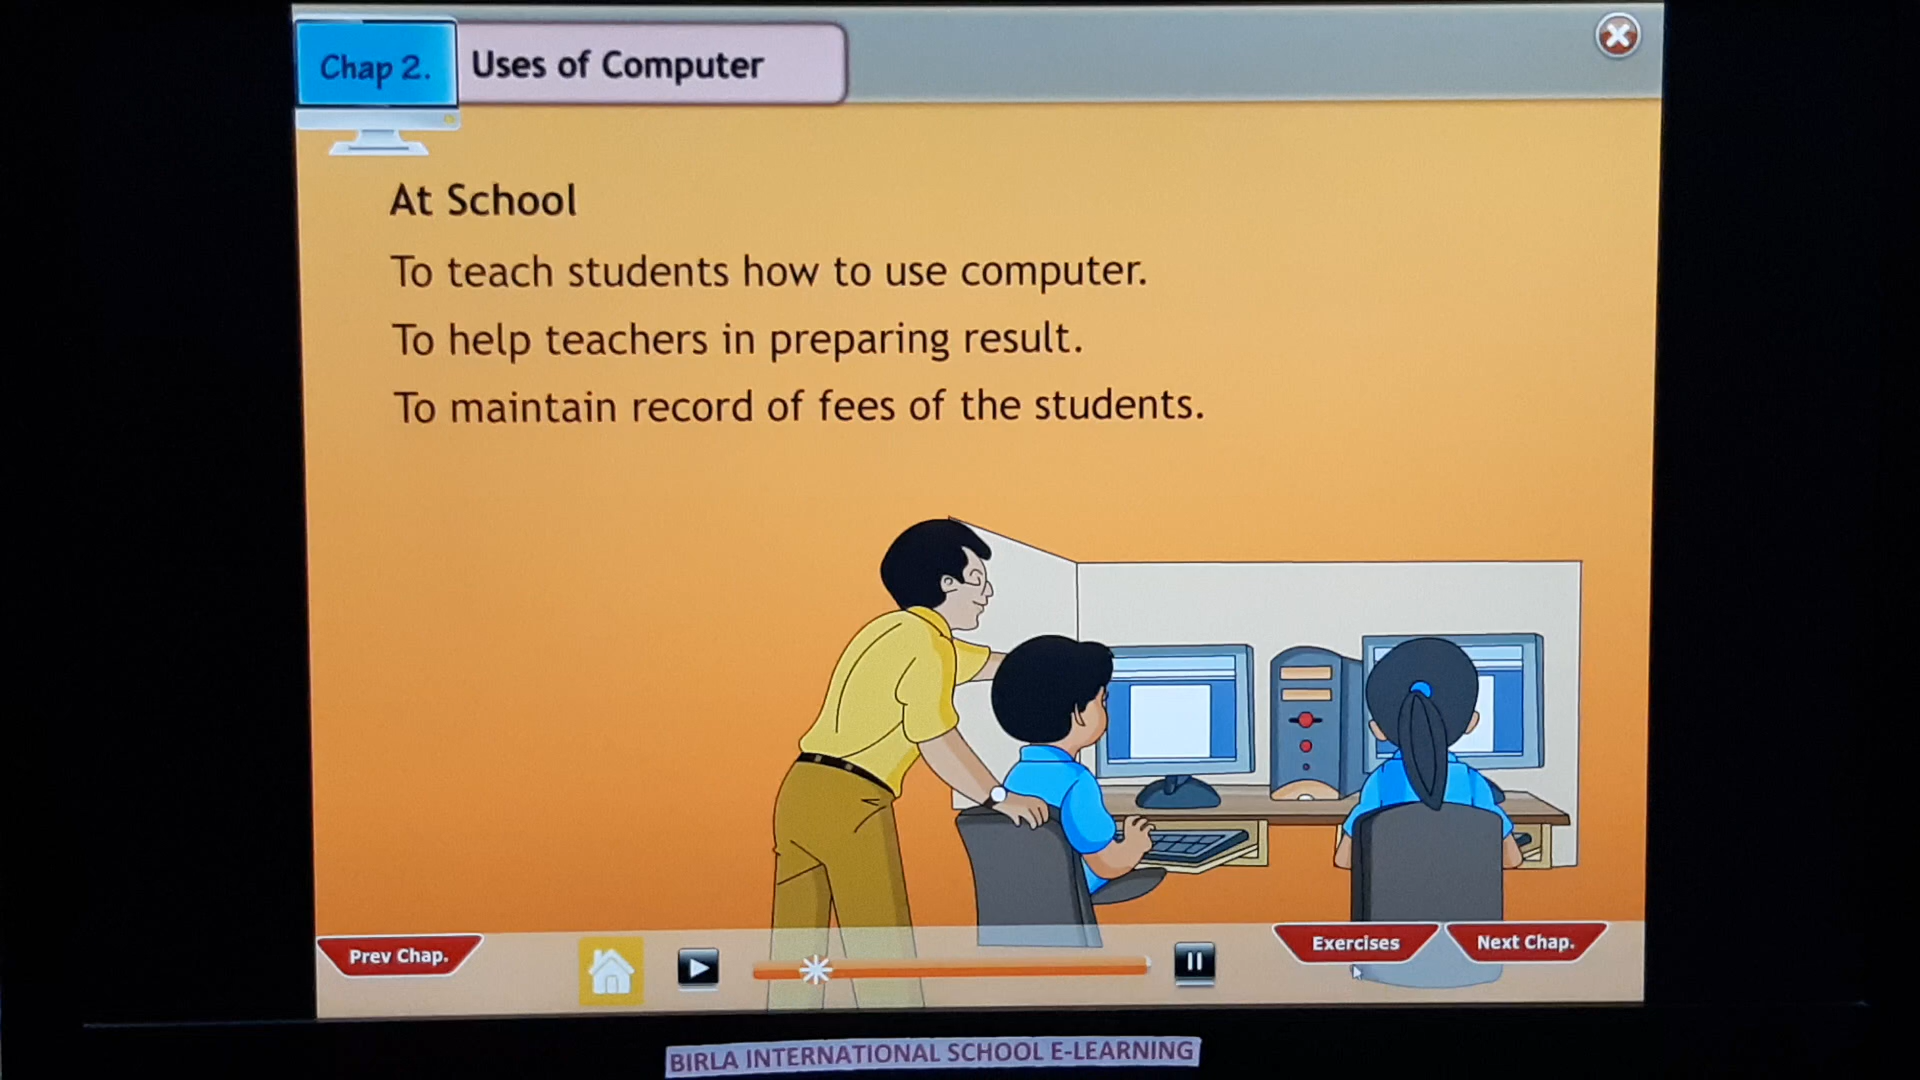 Chap 2.
Uses of Computer
At School
To teach students how to use computer.
To help teachers in preparing result.
To maintain record of fees of the students.
Prev Chap.
Exercises
Next Chap.
BIRLA INTERNATIONAL SCHOOL E-LEARNING